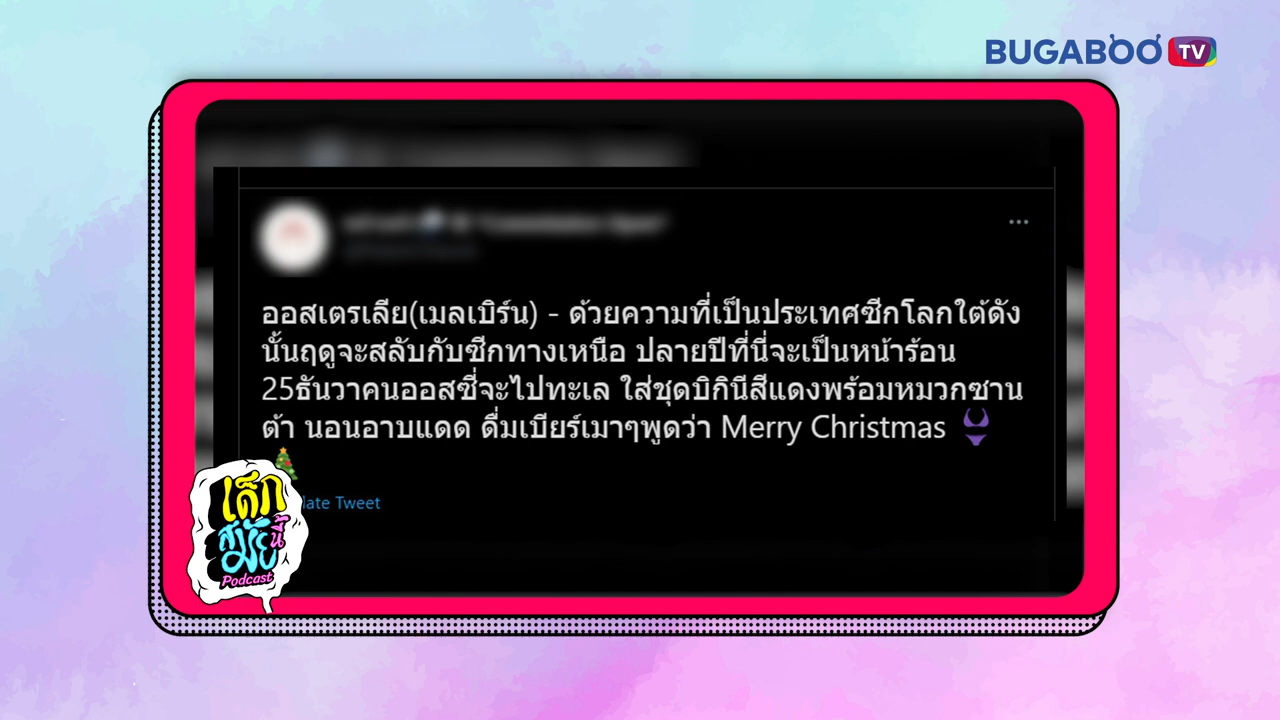 BUGABOO TV
ออสเตรเลีย(เมลเบิร์น) - ด้วยความที่เป็นประเทศซีกโลกใต้ดัง
นั้นฤดูจะสลับกับซีกทางเหนือ ปลายปีที่นี่จะเป็นหน้าร้อน
25ธันวาคนออสซี่จะไปทะเล ใส่ชุดบิกินีสีแดงพร้อมหมวกซาน
ต้า นอนอาบแดด ดื่มเบียร์เมาๆพูดว่า Merry Christmas 👙
🎄
late Tweet
เด็ก
สมัยนี้
Podcast